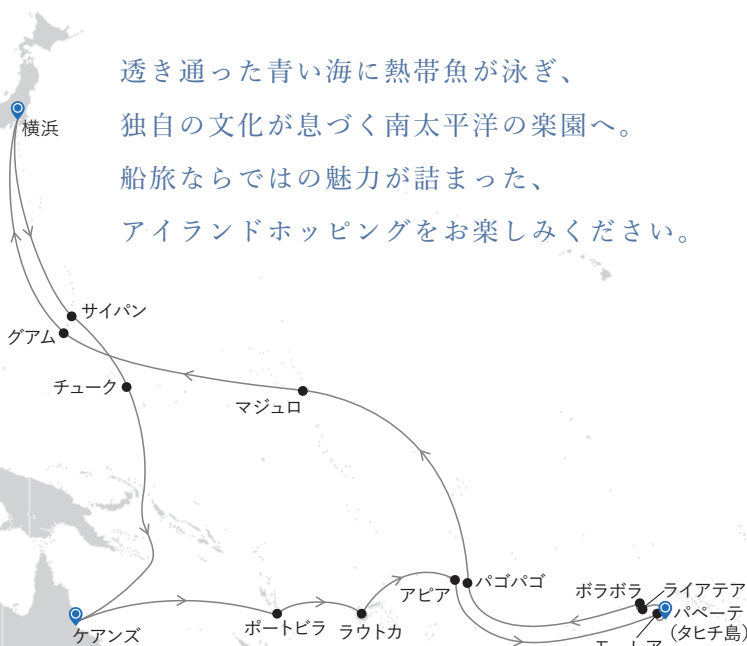 透き通った青い海に熱帯魚が泳ぎ、
独自の文化が息づく南太平洋の楽園へ。
船旅ならではの魅力が詰まった、
アイランドホッピングをお楽しみください。
横浜
サイパン
グアム
チューク
マジュロ
アピア
パゴパゴ
ボラボラ
ライアテア
パペーテ
(タヒチ島)
ケアンズ
ポートビラ
ラウトカ